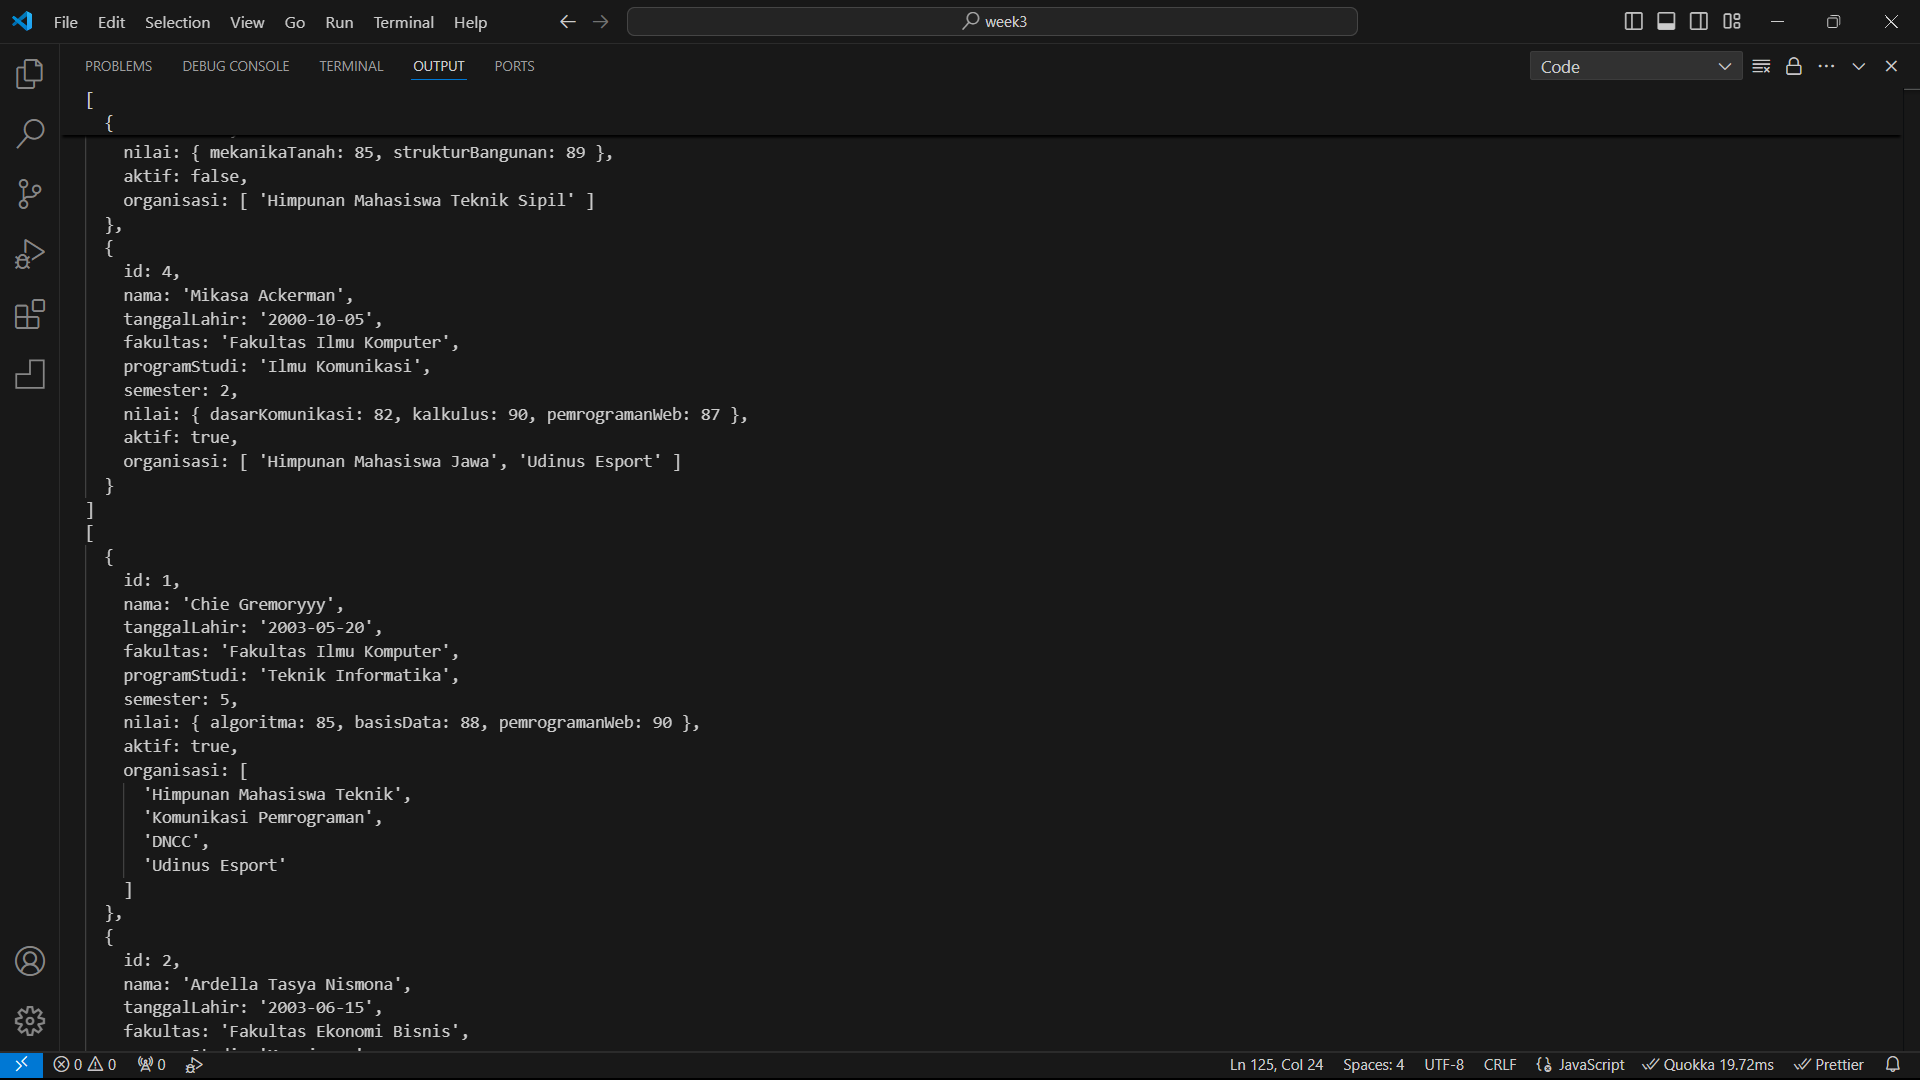 File Edit Selection View Go Run Terminal Help week3
PROBLEMS DEBUG CONSOLE TERMINAL OUTPUT PORTS Code
[
{
nilai: { mekanikaTanah: 85, strukturBangunan: 89 },
aktif: false,
organisasi: [ 'Himpunan Mahasiswa Teknik Sipil' ]
},
{
id: 4,
nama: 'Mikasa Ackerman',
tanggalLahir: '2000-10-05',
fakultas: 'Fakultas Ilmu Komputer',
programStudi: 'Ilmu Komunikasi',
semester: 2,
nilai: { dasarKomunikasi: 82, kalkulus: 90, pemrogramanWeb: 87 },
aktif: true,
organisasi: [ 'Himpunan Mahasiswa Jawa', 'Udinus Esport' ]
}
]
[
{
id: 1,
nama: 'Chie Gremoryyy',
tanggalLahir: '2003-05-20',
fakultas: 'Fakultas Ilmu Komputer',
programStudi: 'Teknik Informatika',
semester: 5,
nilai: { algoritma: 85, basisData: 88, pemrogramanWeb: 90 },
aktif: true,
organisasi: [
'Himpunan Mahasiswa Teknik',
'Komunikasi Pemrograman',
'DNCC',
'Udinus Esport'
]
},
{
id: 2,
nama: 'Ardella Tasya Nismona',
tanggalLahir: '2003-06-15',
fakultas: 'Fakultas Ekonomi Bisnis',
0 0 0 Ln 125, Col 24 Spaces: 4 UTF-8 CRLF JavaScript Quokka 19.72ms Prettier